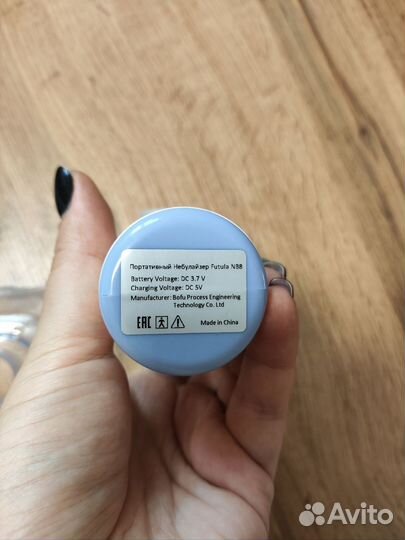 Портативный Небулайзер Futula N8B
Battery Voltage: DC 3.7 V
Charging Voltage: DC 5V
Manufacturer: Bofu Process Engineering
Technology Co. Ltd
EAC Made in China
Avito